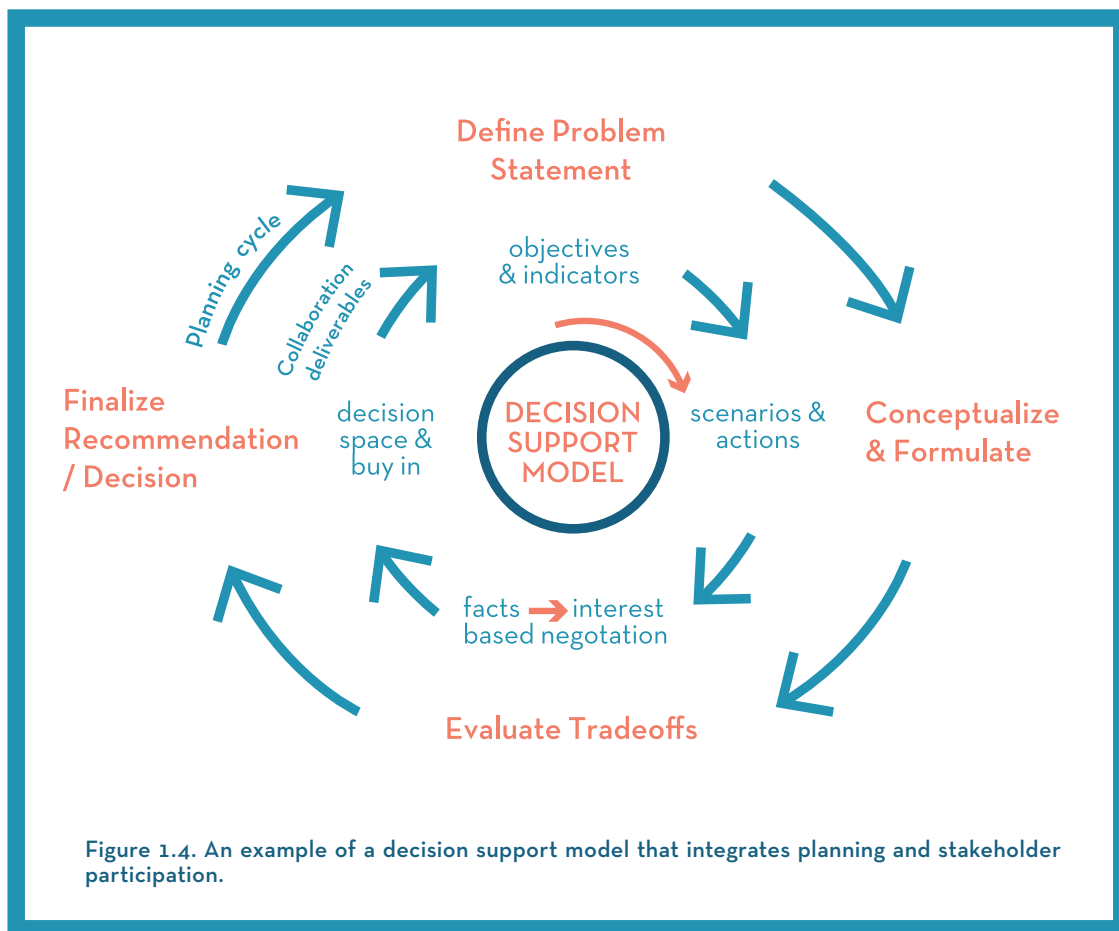 Define Problem
Statement
objectives
& indicators
Planning cycle
Collaboration
deliverables
Finalize
Recommendation
/ Decision
decision
space &
buy in
DECISION
SUPPORT
MODEL
scenarios &
actions
Conceptualize
& Formulate
facts interest
based negotation
Evaluate Tradeoffs
Figure 1.4. An example of a decision support model that integrates planning and stakeholder
participation.